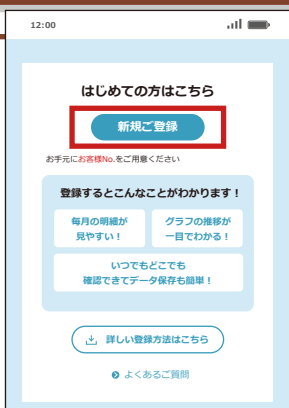 12:00
はじめての方はこちら
新規ご登録
お手元にお客様No.をご用意ください
登録するとこんなことがわかります！
毎月の明細が
見やすい！
グラフの推移が
一目でわかる！
いつでもどこでも
確認できてデータ保存も簡単！
詳しい登録方法はこちら
よくあるご質問